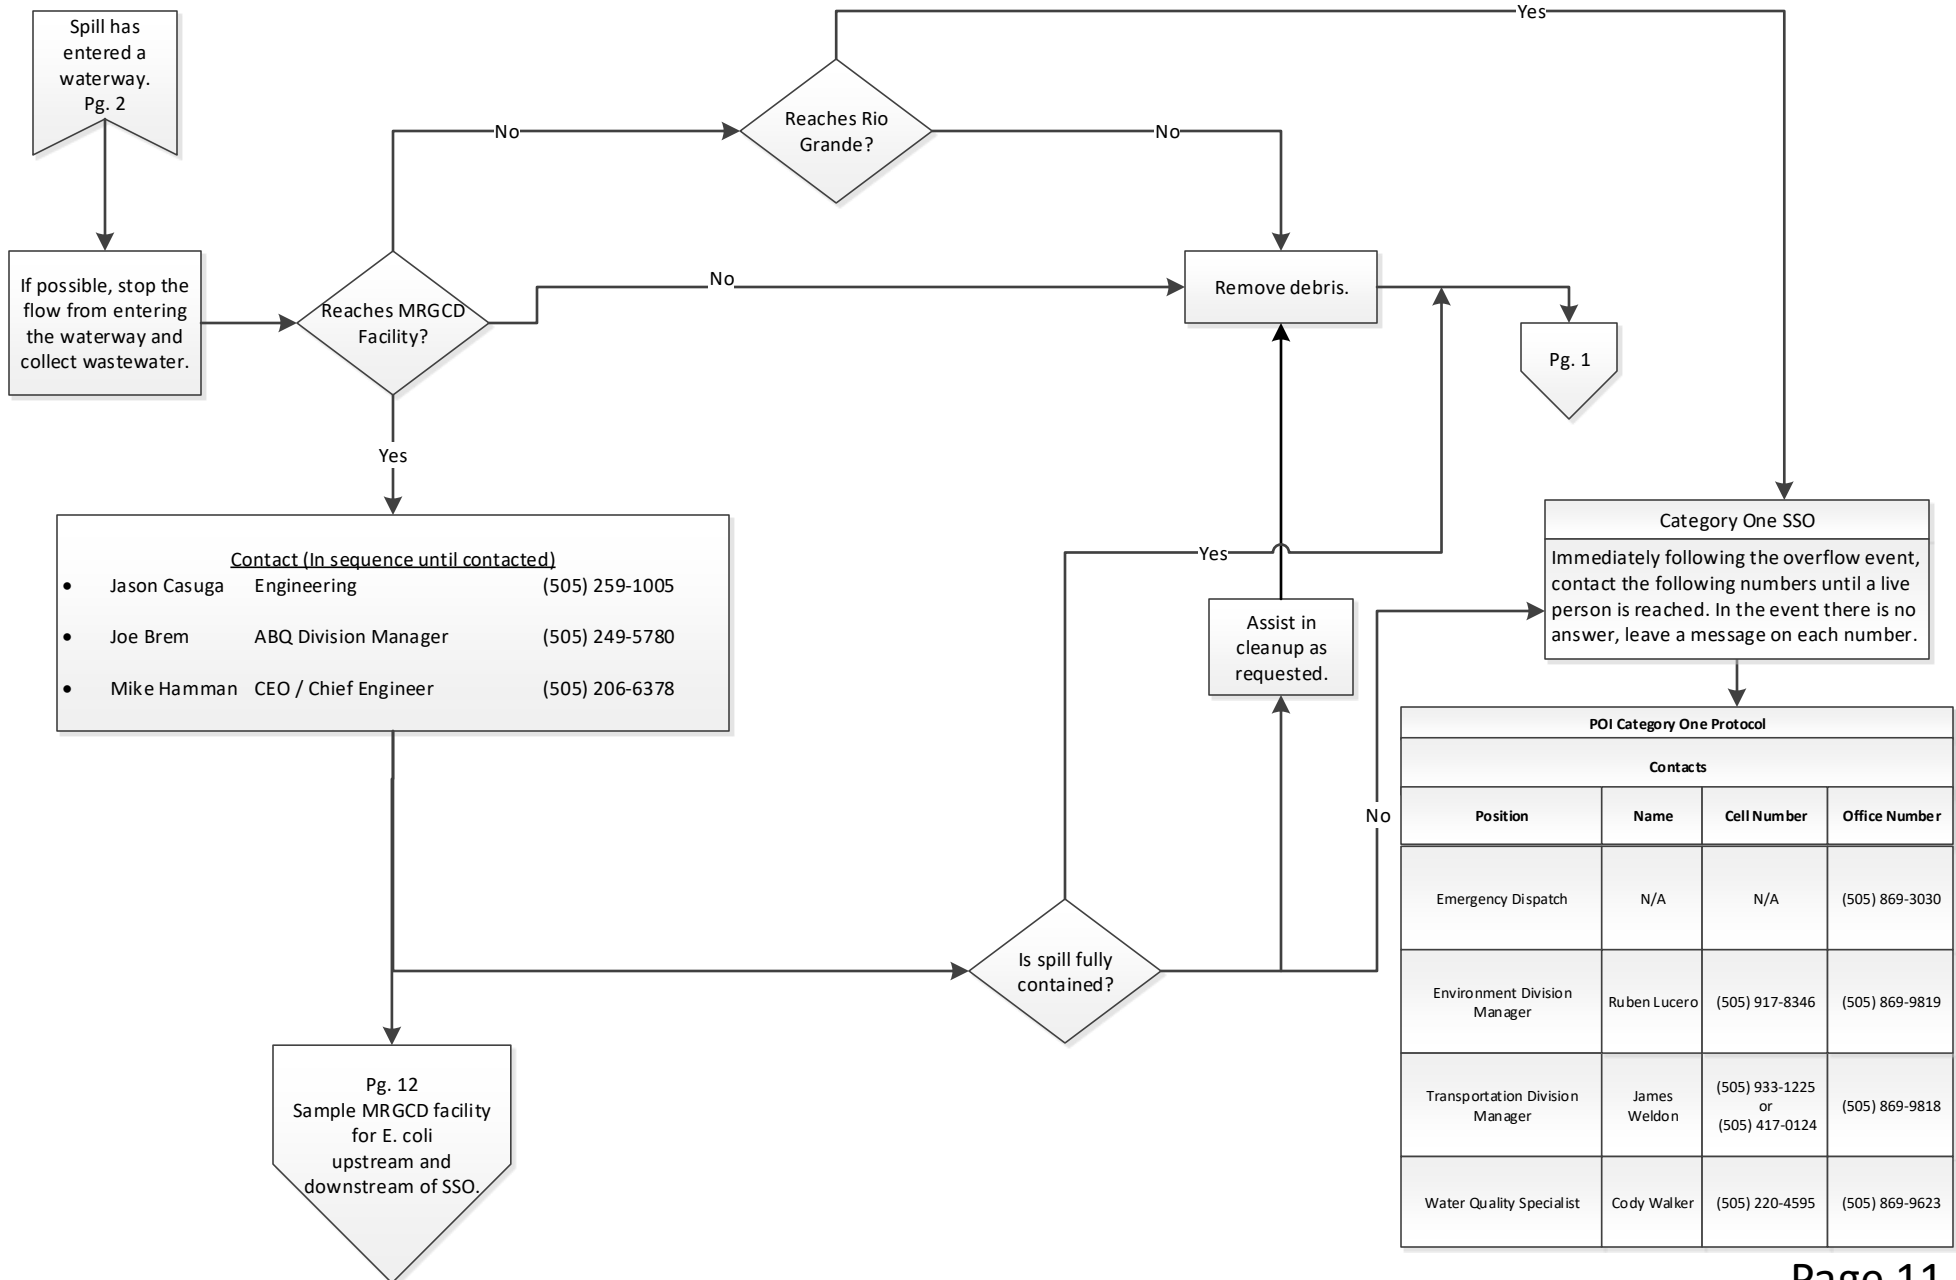 Spill has
entered a
waterway.
Pg. 2
Yes
Reaches Rio
Grande?
No
No
If possible, stop the
flow from entering
the waterway and
collect wastewater.
Reaches MRGCD
Facility?
No
Remove debris.
Pg. 1
Yes
Contact (In sequence until contacted)
• Jason Casuga Engineering (505) 259-1005
• Joe Brem ABQ Division Manager (505) 249-5780
• Mike Hamman CEO / Chief Engineer (505) 206-6378
Yes
Assist in
cleanup as
requested.
Category One SSO
Immediately following the overflow event,
contact the following numbers until a live
person is reached. In the event there is no
answer, leave a message on each number.
No
Is spill fully
contained?
POI Category One Protocol
Contacts
Position Name Cell Number Office Number
Emergency Dispatch N/A N/A (505) 869-3030
Environment Division
Manager Ruben Lucero (505) 917-8346 (505) 869-9819
Transportation Division
Manager James
Weldon (505) 933-1225
or
(505) 417-0124 (505) 869-9818
Water Quality Specialist Cody Walker (505) 220-4595 (505) 869-9623
Pg. 12
Sample MRGCD facility
for E. coli
upstream and
downstream of SSO.
Page 11